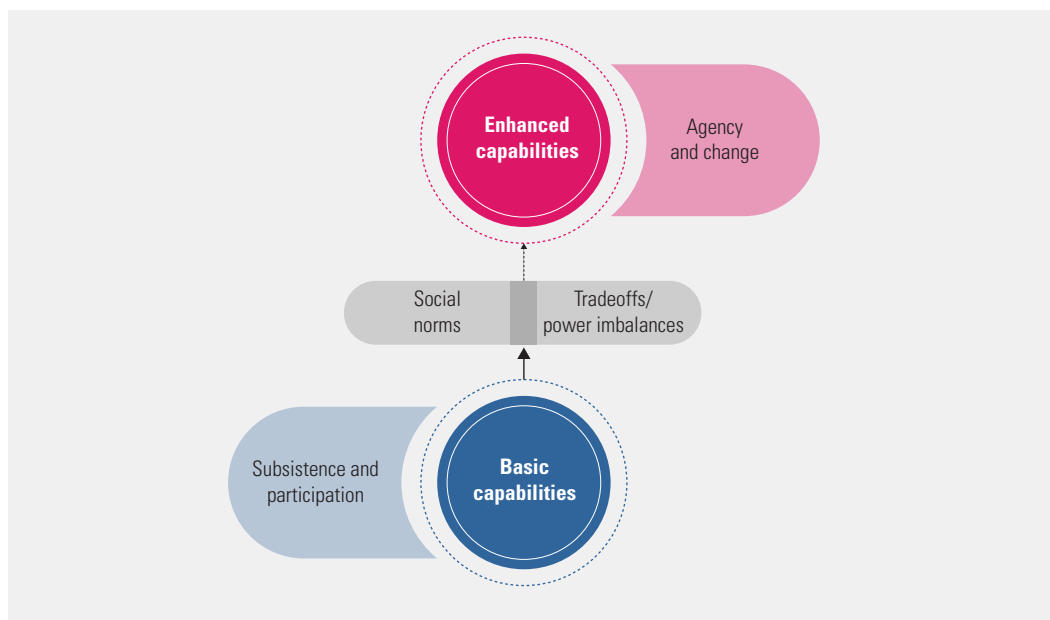 Enhanced
capabilities
Agency
and change
Social
norms
Tradeoffs/
power imbalances
Subsistence and
participation
Basic
capabilities